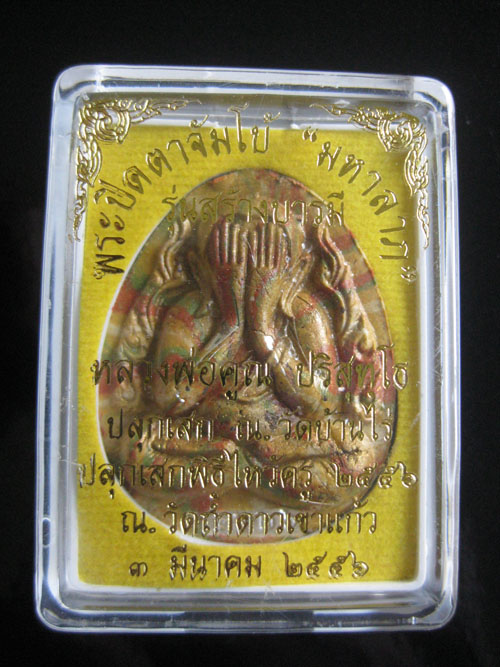 "พระปิดตาจัมโบ้ "มหาลาภ"
รุ่นสร้างบารมี
หลวงพ่อคูณ ปริสุทฺโธ
ปลุกเสก ณ. วัดบ้านไร่
ปลุกเสกพิธีไหว้ครู ๒๕๕๖
ณ. วัดถ้ำดาวเขาแก้ว
๓ มีนาคม ๒๕๕๖